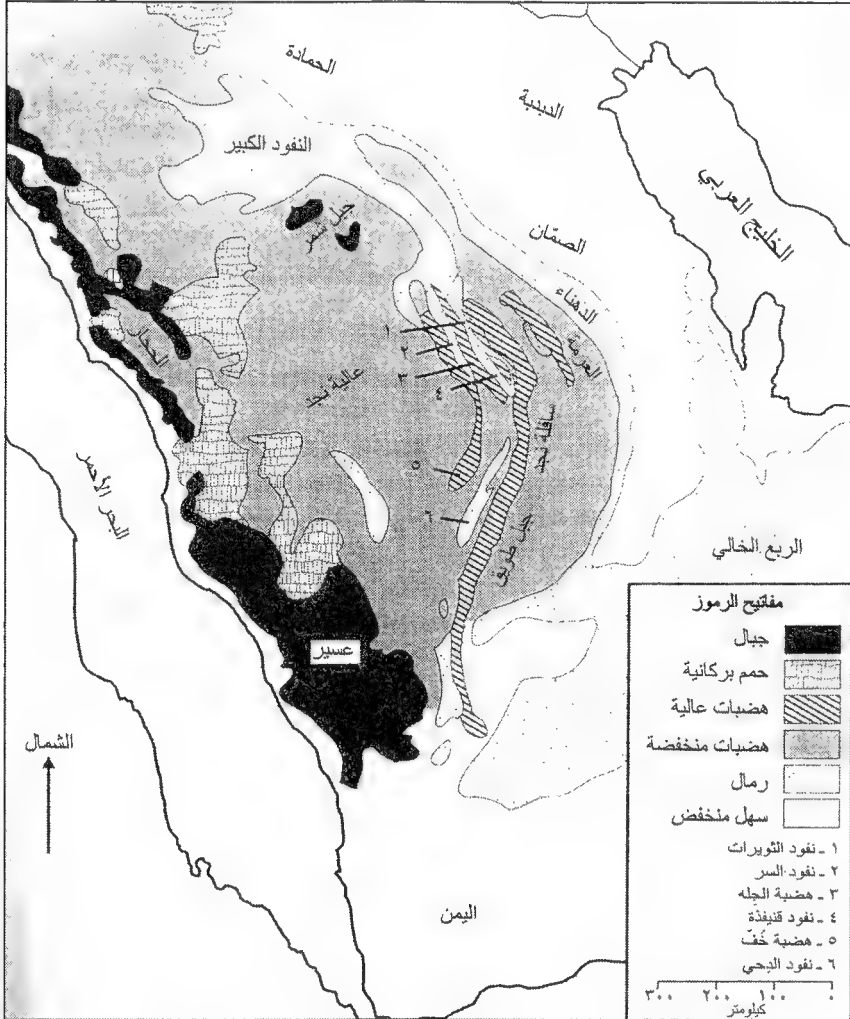 الحمادة
الدبدبة
النفود الكبير
الخليج العربي
جبل شمر
الصمّان
الدهناء
العرمة
١
٢
٣
٤
الحجاز
عالية نجد
سافلة نجد
٥
٦
البحر الأحمر
جبل طويق
الربع الخالي
عسير
الشمال
اليمن
مفاتيح الرموز
جبال
حمم بركانية
هضبات عالية
هضبات منخفضة
رمال
سهل منخفض
١ - نفود الثويرات
٢ - نفود السر
٣ - هضبة الجله
٤ - نفود قنيفذة
٥ - هضبة خُفّ
٦ - نفود الدحي
٣٠٠ ٢٠٠ ١٠٠ ٠
كيلومتر